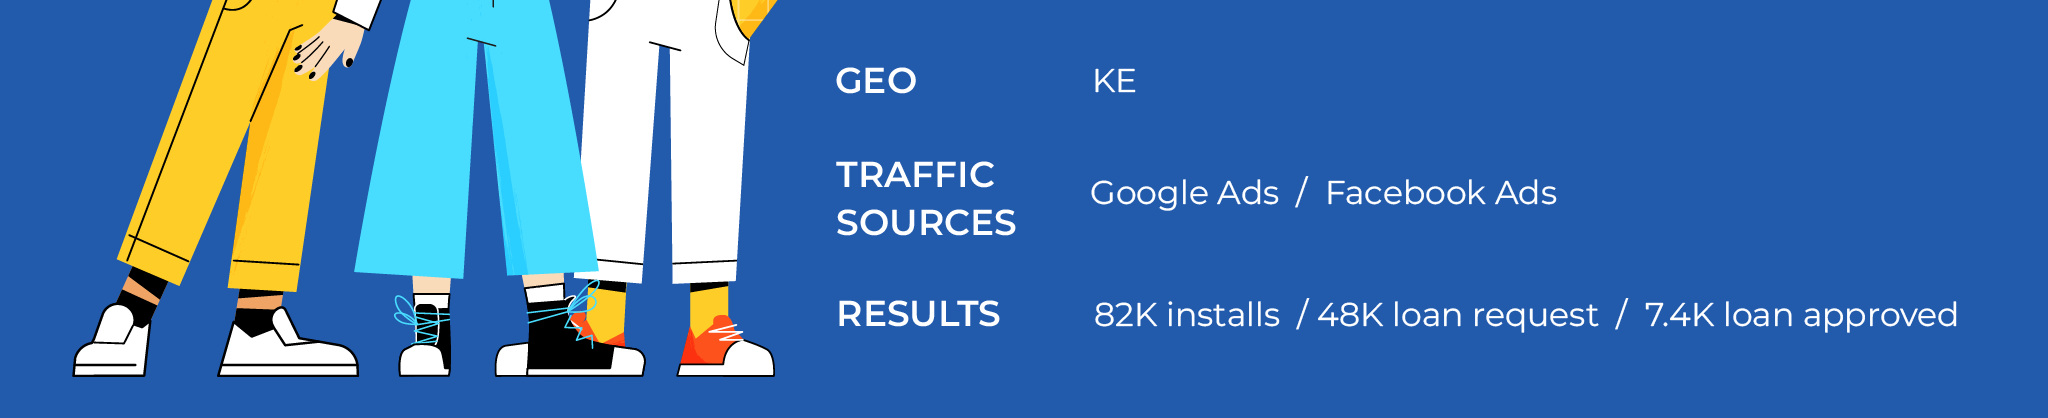 GEO KE
TRAFFIC
SOURCES Google Ads / Facebook Ads
RESULTS 82K installs / 48K loan request / 7.4K loan approved